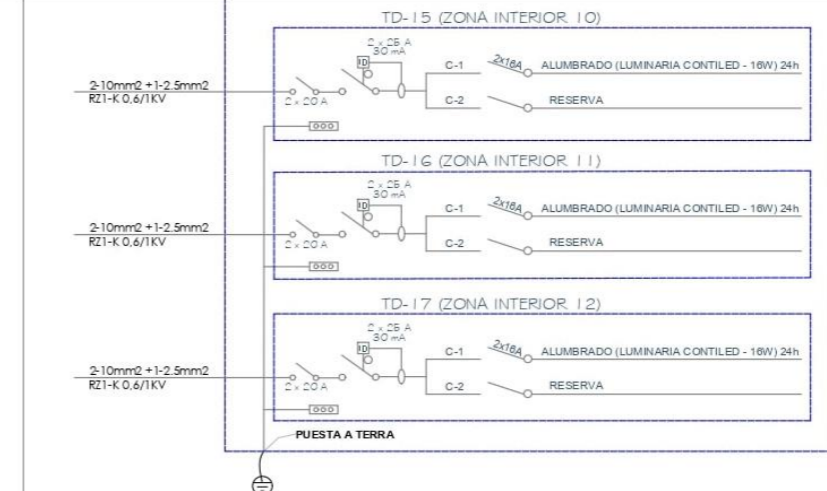 TD-15 (ZONA INTERIOR 10)
2 x 25 A
30 mA
ID
C-1
2x16A
ALUMBRADO (LUMINARIA CONTILED - 16W) 24h
2-10mm2 +1-2.5mm2
RZ1-K 0,6/1KV
2 x 20 A
C-2
RESERVA
TD-16 (ZONA INTERIOR 11)
2 x 25 A
30 mA
ID
C-1
2x16A
ALUMBRADO (LUMINARIA CONTILED - 16W) 24h
2-10mm2 +1-2.5mm2
RZ1-K 0,6/1KV
2 x 20 A
C-2
RESERVA
TD-17 (ZONA INTERIOR 12)
2 x 25 A
30 mA
ID
C-1
2x16A
ALUMBRADO (LUMINARIA CONTILED - 16W) 24h
2-10mm2 +1-2.5mm2
RZ1-K 0,6/1KV
2 x 20 A
C-2
RESERVA
PUESTA A TERRA